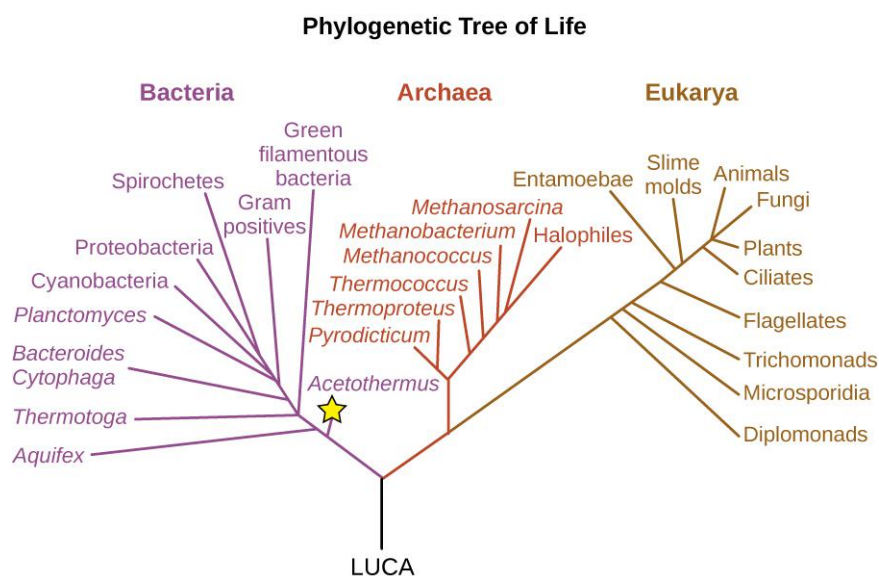 Phylogenetic Tree of Life
Bacteria
Archaea
Eukarya
Green
filamentous
bacteria
Spirochetes
Gram
positives
Proteobacteria
Cyanobacteria
Planctomyces
Bacteroides
Cytophaga
Thermotoga
Aquifex
Acetothermus
Methanosarcina
Methanobacterium
Halophiles
Methanococcus
Thermococcus
Thermoproteus
Pyrodicticum
Entamoebae
Slime
molds
Animals
Fungi
Plants
Ciliates
Flagellates
Trichomonads
Microsporidia
Diplomonads
LUCA